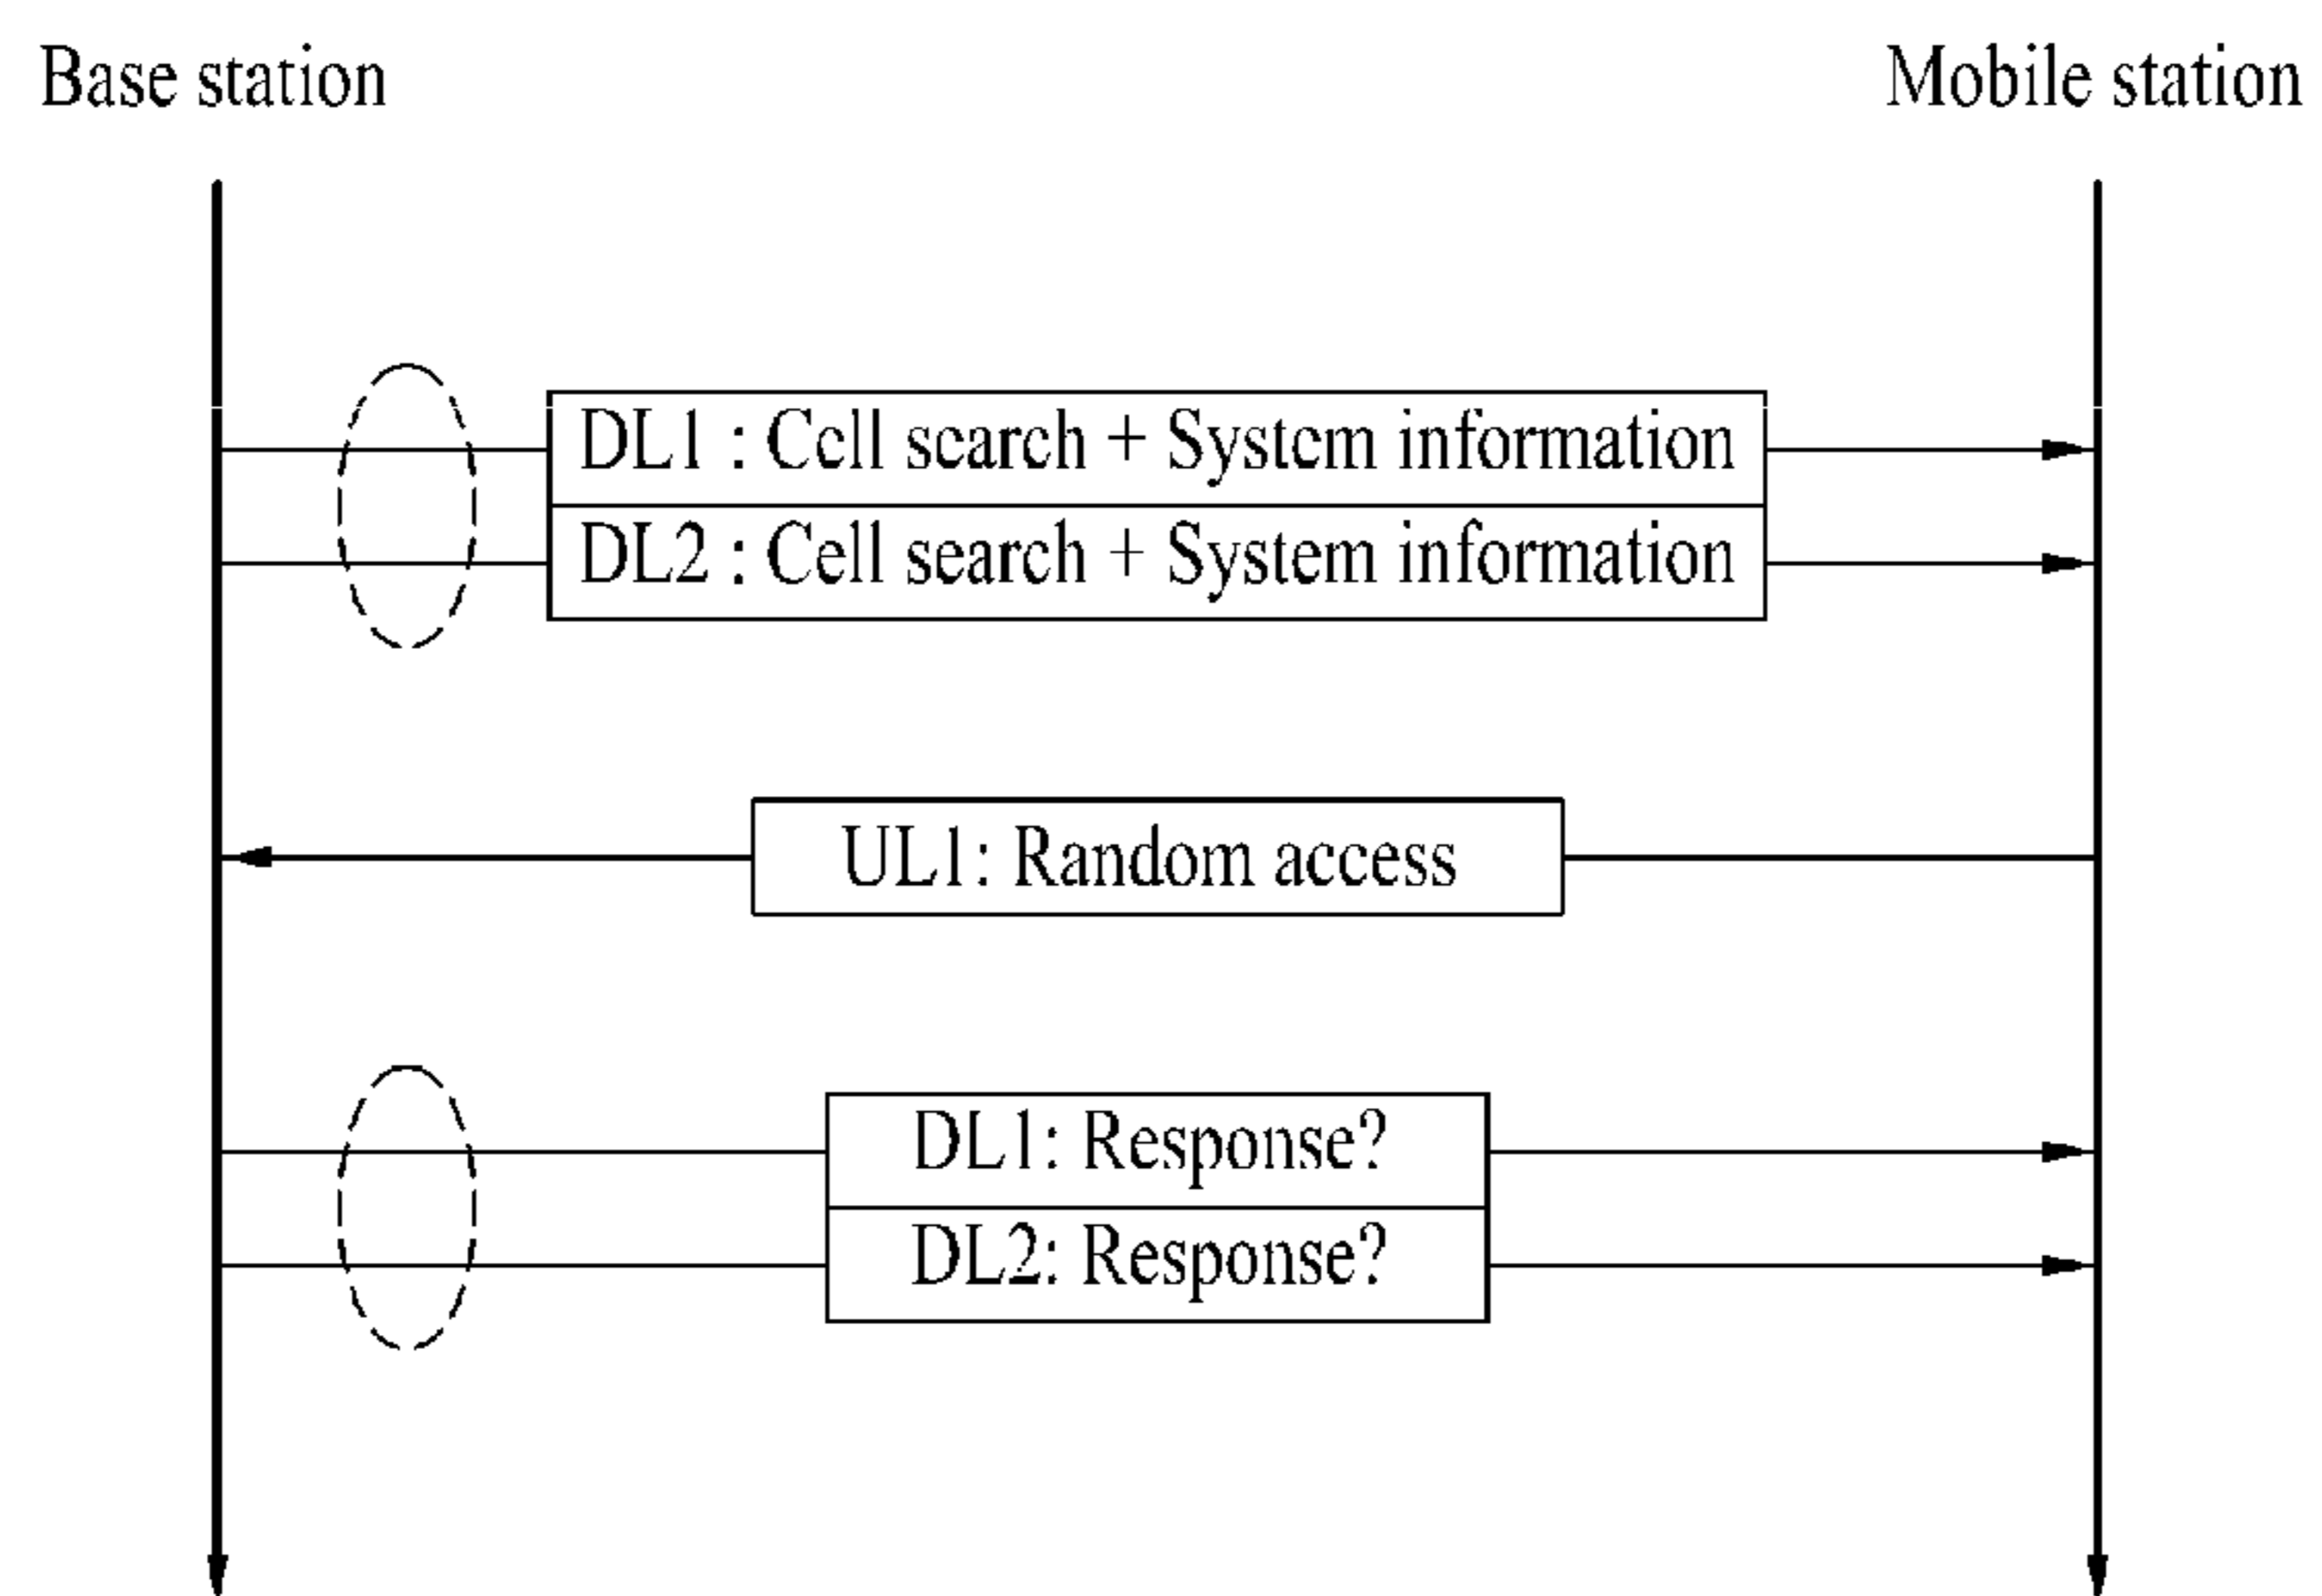 Base station
Mobile station
DL1 : Cell search + System information
DL2 : Cell search + System information
UL1: Random access
DL1: Response?
DL2: Response?